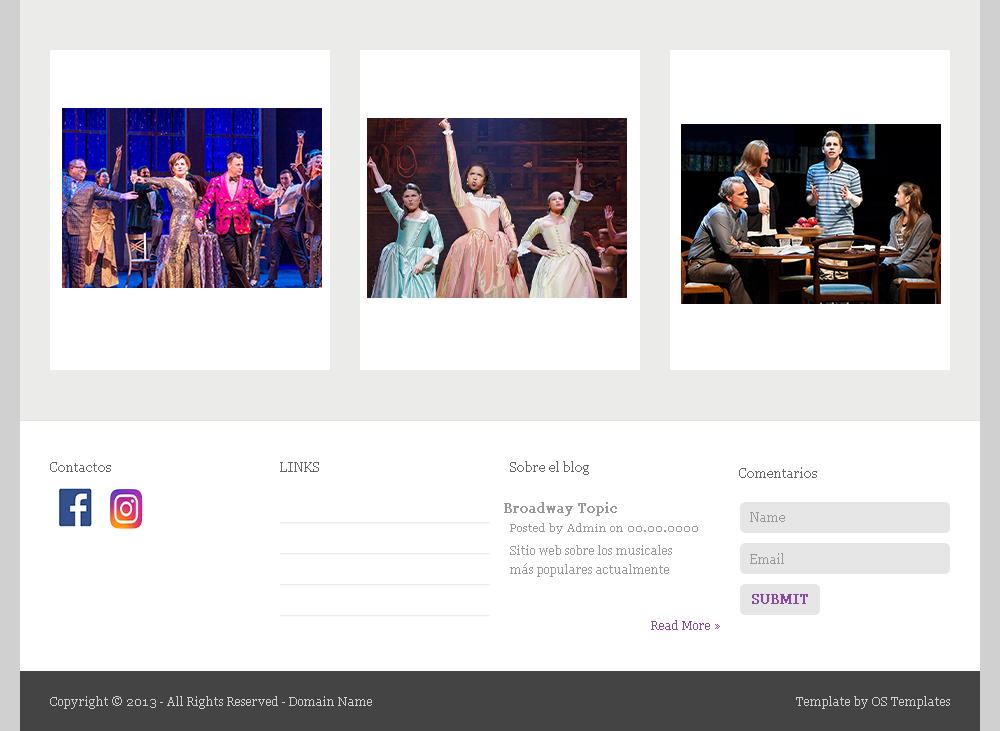 Contactos
LINKS
Sobre el blog
Broadway Topic
Posted by Admin on 00.00.0000
Sitio web sobre los musicales
más populares actualmente
Read More »
Comentarios
Name
Email
SUBMIT
Copyright © 2013 - All Rights Reserved - Domain Name
Template by OS Templates